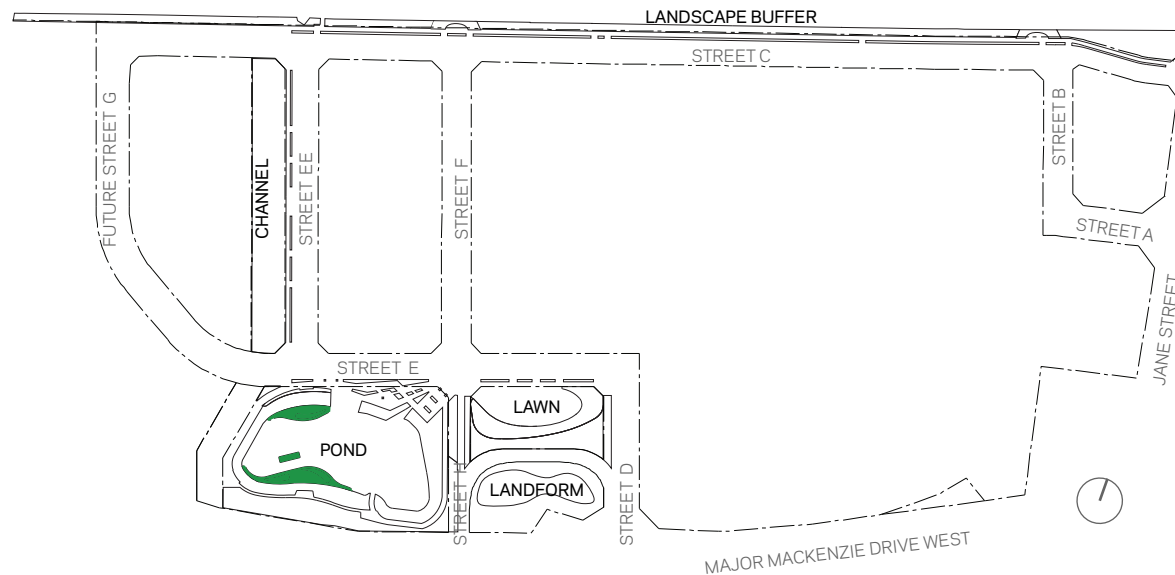 LANDSCAPE BUFFER
STREET C
FUTURE STREET G
CHANNEL
STREET EE
STREET F
STREET B
STREET A
JANE STREET
STREET E
LAWN
POND
LANDFORM
STREET H
STREET D
MAJOR MACKENZIE DRIVE WEST